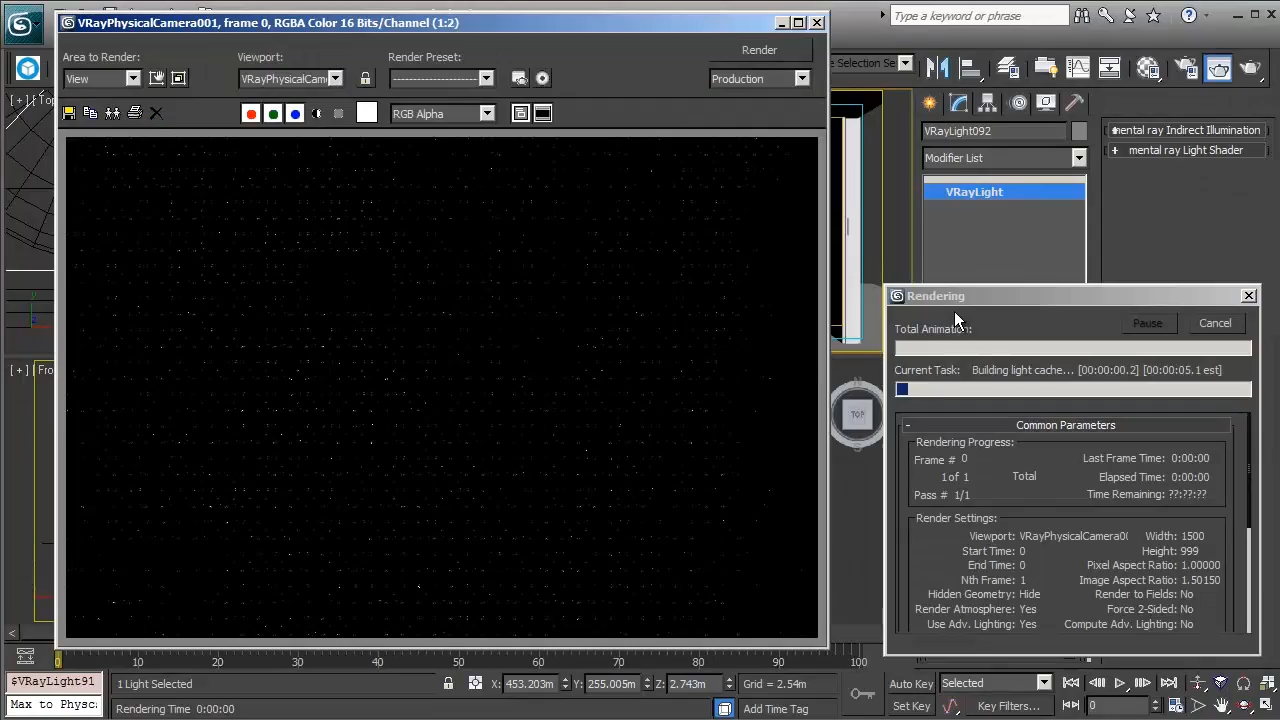 VRayPhysicalCamera001, frame 0, RGBA Color 16 Bits/Channel (1:2)
Type a keyword or phrase
Area to Render:
Viewport:
Render Preset:
Render
View
VRayPhysicalCam
--------------------
Production
RGB Alpha
e Selection Se
VRayLight092
Modifier List
VRayLight
mental ray Indirect Illumination
+ mental ray Light Shader
[+] Top
[+] Fro
y
z
TOP
Rendering
Total Animation:
Pause
Cancel
Current Task: Building light cache... [00:00:00.2] [00:00:05.1 est]
- Common Parameters
Rendering Progress:
Frame # 0
Last Frame Time: 0:00:00
1of 1 Total
Elapsed Time: 0:00:00
Pass # 1/1
Time Remaining: ??:??:??
Render Settings:
Viewport: VRayPhysicalCamera0(
Width: 1500
Start Time: 0
Height: 999
End Time: 0
Pixel Aspect Ratio: 1.00000
Nth Frame: 1
Image Aspect Ratio: 1.50150
Hidden Geometry: Hide
Render to Fields: No
Render Atmosphere: Yes
Force 2-Sided: No
Use Adv. Lighting: Yes
Compute Adv. Lighting: No
0 10 20 30 40 50 60 70 80 90 100
$VRayLight91
1 Light Selected
X: 453.203m
Y: 255.005m
Z: 2.743m
Grid = 2.54m
Auto Key
Selected
Max to Physc
Rendering Time 0:00:00
Add Time Tag
Set Key
Key Filters...
0